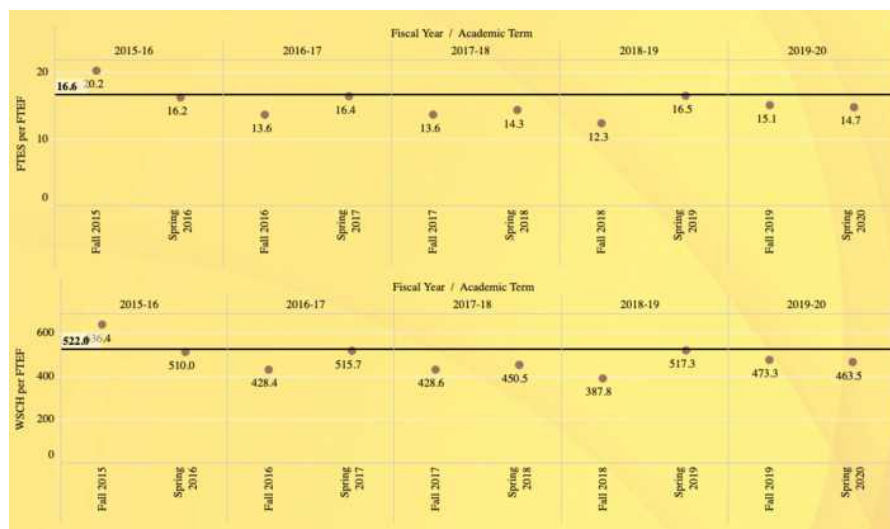 Fiscal Year / Academic Term
2015-16 2016-17 2017-18 2018-19 2019-20
FTES per FTEF
20
10
0
16.6 20.2
16.2
13.6
16.4
13.6
14.3
12.3
16.5
15.1
14.7
Fall 2015
Spring
2016
Fall 2016
Spring
2017
Fall 2017
Spring
2018
Fall 2018
Spring
2019
Fall 2019
Spring
2020
Fiscal Year / Academic Term
2015-16 2016-17 2017-18 2018-19 2019-20
WSCH per FTEF
600
400
200
0
522.0 636.4
510.0
428.4
515.7
428.6
450.5
387.8
517.3
473.3
463.5
Fall 2015
Spring
2016
Fall 2016
Spring
2017
Fall 2017
Spring
2018
Fall 2018
Spring
2019
Fall 2019
Spring
2020